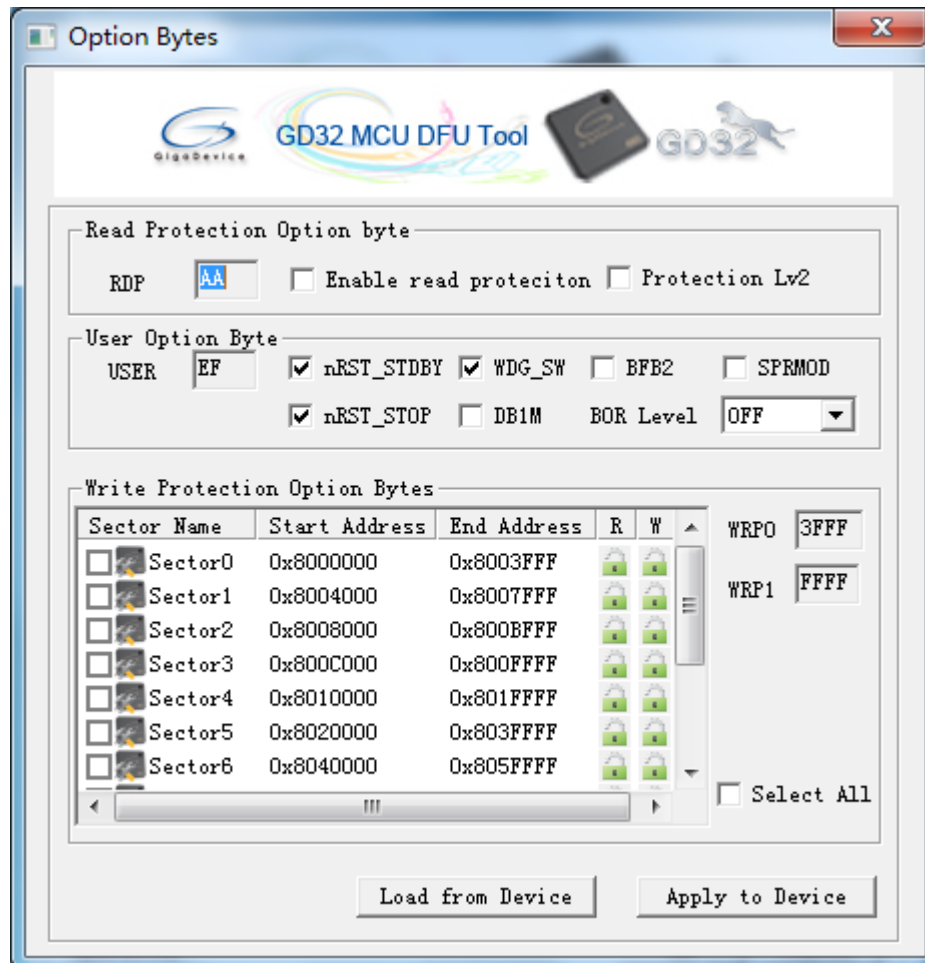 Option Bytes
GigaDevice GD32 MCU DFU Tool GD32
Read Protection Option byte
RDP AA Enable read proteciton Protection Lv2
User Option Byte
USER EF nRST_STDBY WDG_SW BFB2 SPRMOD
nRST_STOP DB1M BOR Level OFF
Write Protection Option Bytes
Sector Name Start Address End Address R W WRP0 3FFF
Sector0 0x8000000 0x8003FFF
Sector1 0x8004000 0x8007FFF WRP1 FFFF
Sector2 0x8008000 0x800BFFF
Sector3 0x800C000 0x800FFFF
Sector4 0x8010000 0x801FFFF
Sector5 0x8020000 0x803FFFF
Sector6 0x8040000 0x805FFFF
Select All
Load from Device Apply to Device